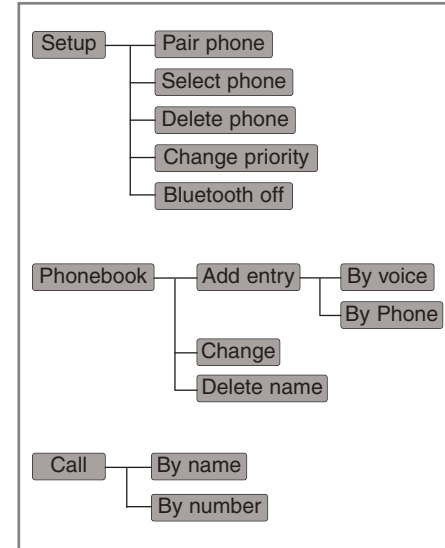 Setup
Pair phone
Select phone
Delete phone
Change priority
Bluetooth off
Phonebook
Add entry
By voice
By Phone
Change
Delete name
Call
By name
By number